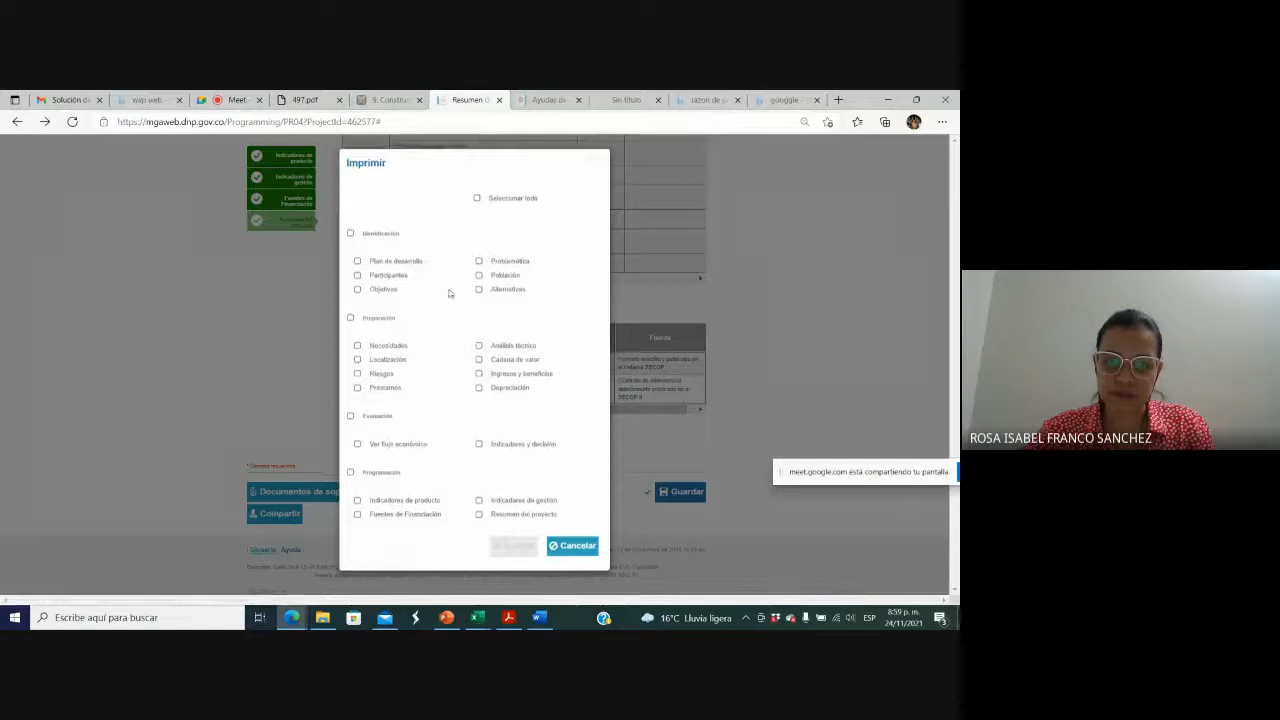 Solución de
wap web
Meet
497.pdf
9. Constru
Resumen d
Ayudas de
Sin título
razon de p
googgle -
https://mgaweb.dnp.gov.co/Programming/PR04?ProjectId=462577#
Indicadores de producto
Indicadores de gestión
Fuentes de Financiación
Imprimir
Seleccionar todo
Identificación
Plan de desarrollo
Problemática
Participantes
Población
Objetivos
Alternativas
Preparación
Necesidades
Análisis técnico
Localización
Cadena de valor
Riesgos
Ingresos y beneficios
Préstamos
Depreciación
Evaluación
Ver flujo económico
Indicadores y decisión
Programación
Indicadores de producto
Indicadores de gestión
Fuentes de Financiación
Resumen del proyecto
Cancelar
Fuente
Documentos de sop
Guardar
Compartir
Glosario Ayuda
meet.google.com está compartiendo tu pantalla.
ROSA ISABEL FRANCO SANCHEZ
Escribe aquí para buscar
16°C Lluvia ligera
ESP
8:59 p. m.
24/11/2021
3